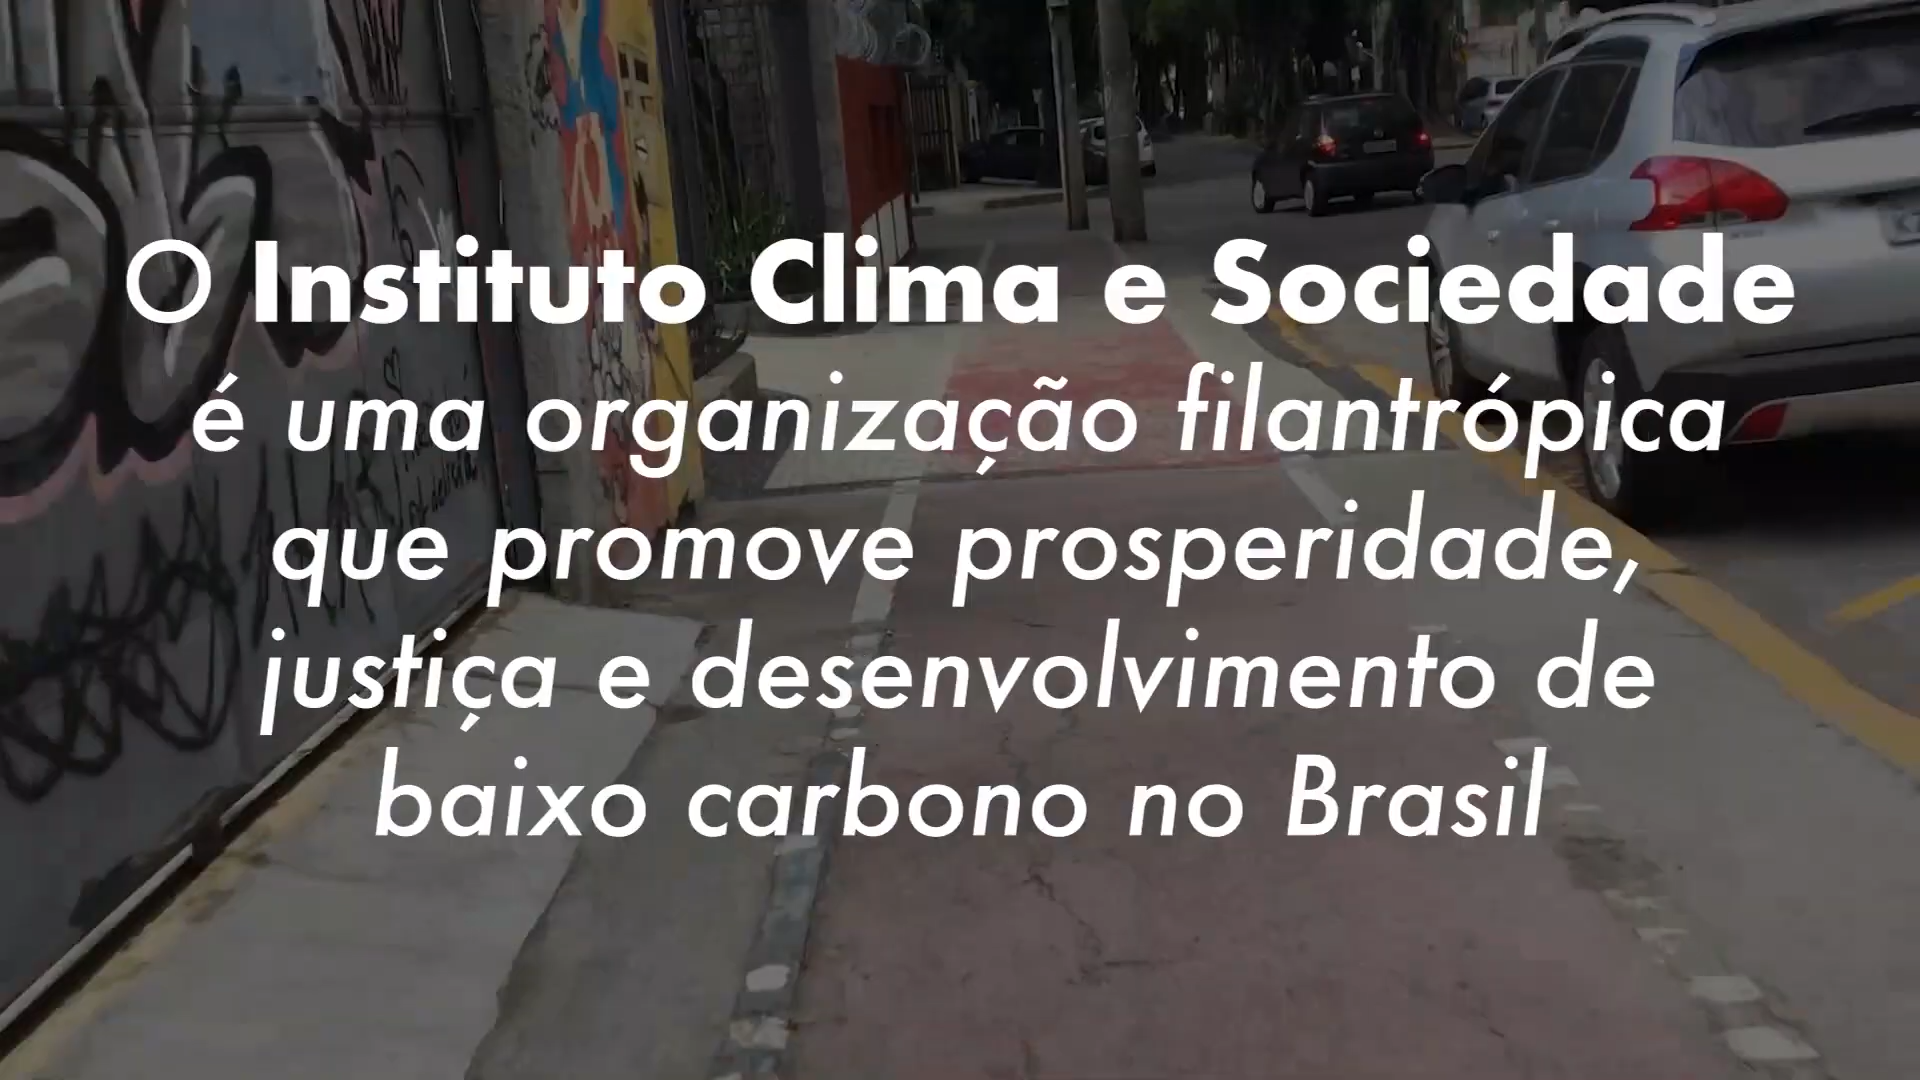 O Instituto Clima e Sociedade
é uma organização filantrópica
que promove prosperidade,
justiça e desenvolvimento de
baixo carbono no Brasil